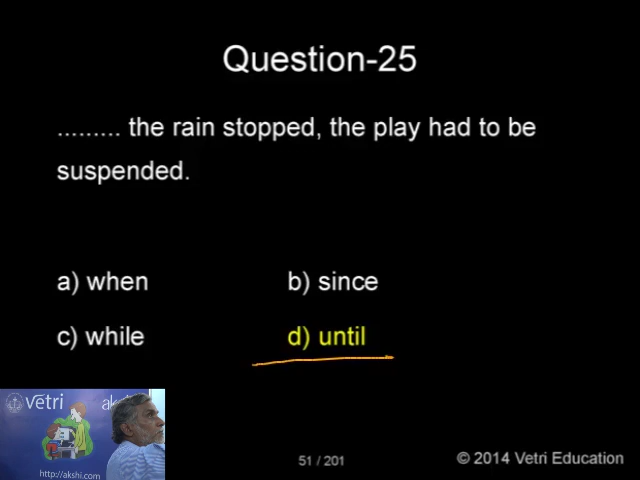 Question-25
......... the rain stopped, the play had to be
suspended.
a) when b) since
c) while d) until
vetri
http://akshi.com/
51 / 201
© 2014 Vetri Education